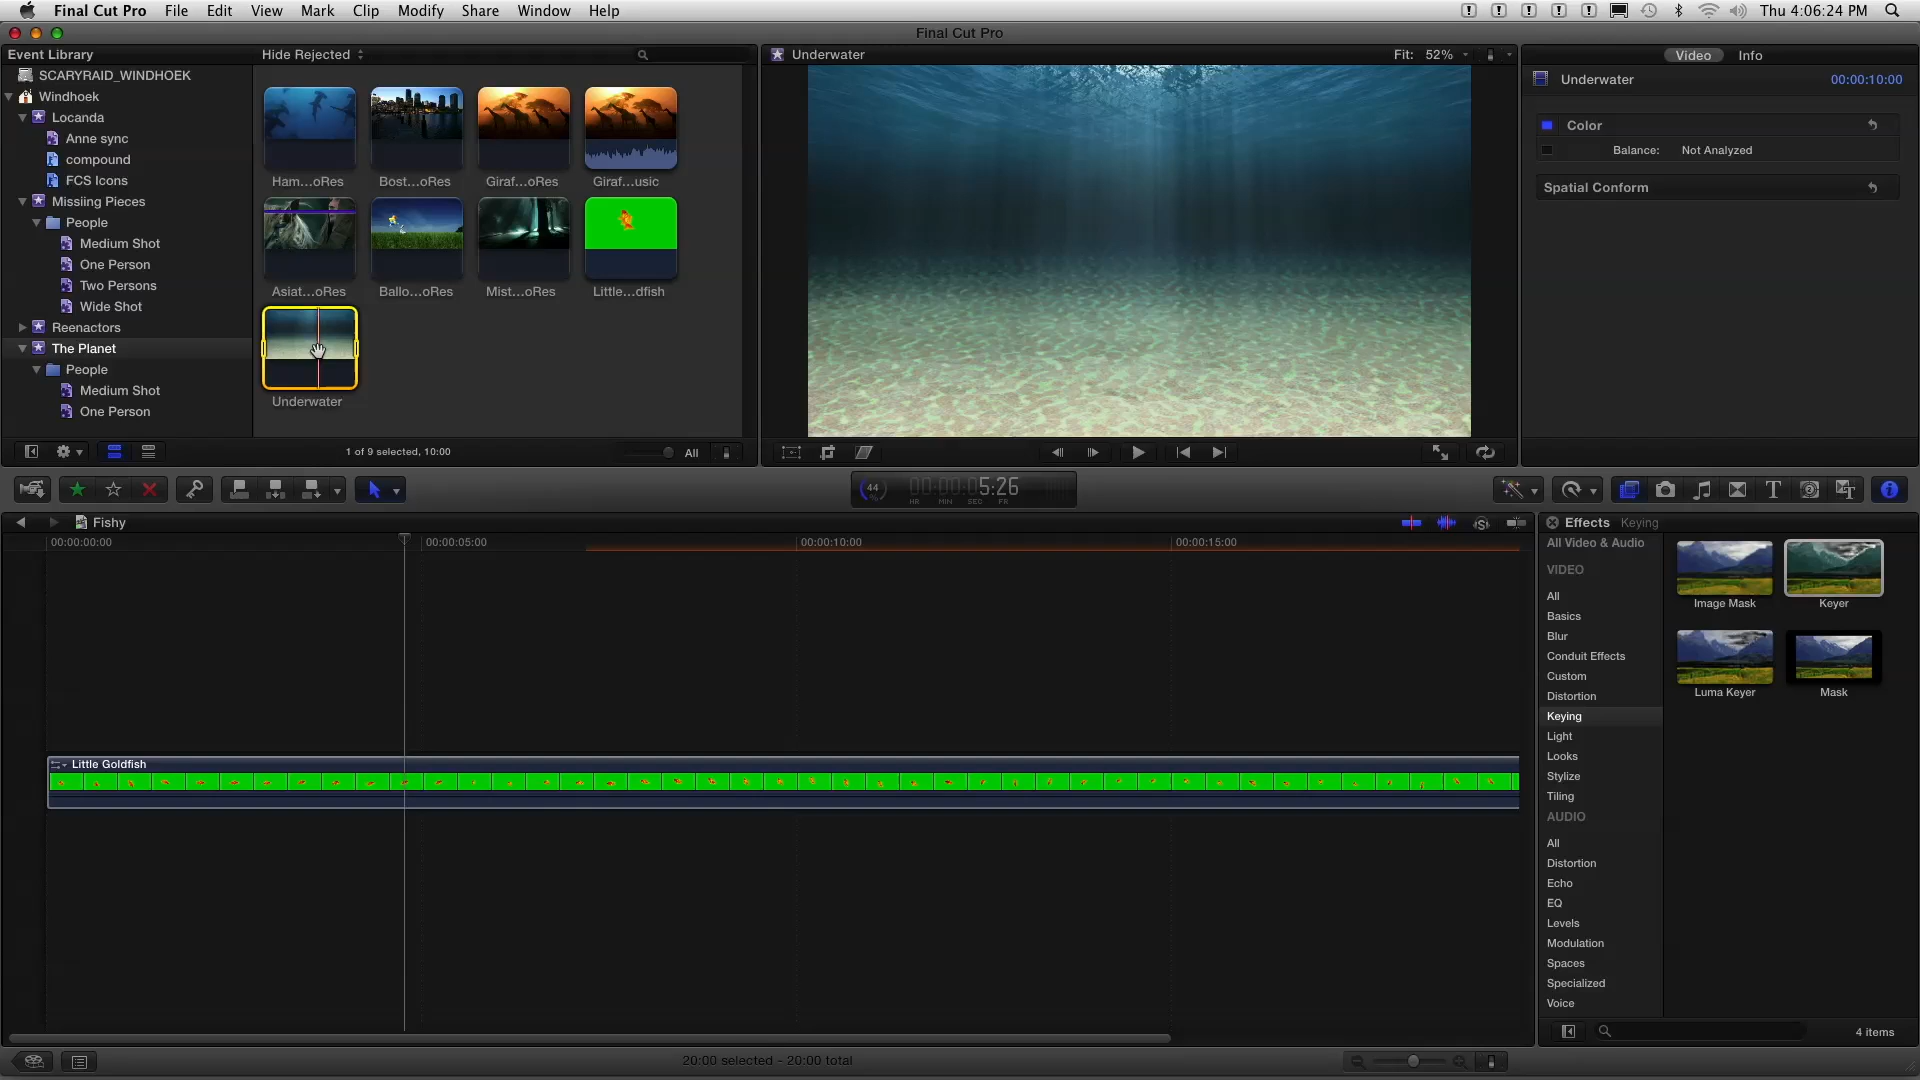 Final Cut Pro File Edit View Mark Clip Modify Share Window Help Thu 4:06:24 PM
Final Cut Pro
Event Library Hide Rejected
Underwater Fit: 52%
Video Info
SCARYRAID_WINDHOEK
Windhoek
Locanda
Anne sync
compound
FCS Icons
Missiing Pieces
People
Medium Shot
One Person
Two Persons
Wide Shot
Reenactors
The Planet
People
Medium Shot
One Person
Ham...oRes Bost...oRes Giraf...oRes Giraf...usic
Asiat...oRes Ballo...oRes Mist...oRes Little...dfish
Underwater
1 of 9 selected, 10:00 All
Underwater 00:00:10:00
Color
Balance: Not Analyzed
Spatial Conform
44 % 00:00:05:26
HR MIN SEC FR
Fishy
00:00:00:00 00:00:05:00 00:00:10:00 00:00:15:00
Little Goldfish
20:00 selected - 20:00 total
Effects Keying
All Video & Audio
VIDEO
All
Basics
Blur
Conduit Effects
Custom
Distortion
Keying
Light
Looks
Stylize
Tiling
AUDIO
All
Distortion
Echo
EQ
Levels
Modulation
Spaces
Specialized
Voice
Image Mask Keyer
Luma Keyer Mask
4 items